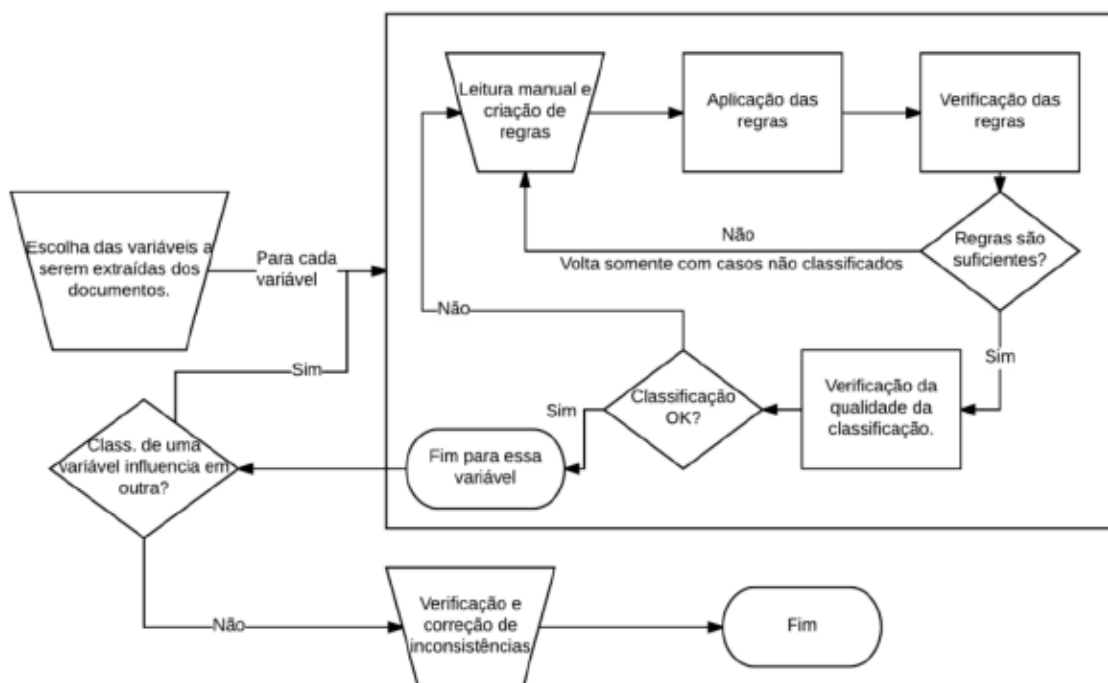 Leitura manual e
criação de
regras
Aplicação das
regras
Verificação das
regras
Escolha das variáveis a
serem extraídas dos
documentos.
Para cada
variável
Não
Volta somente com casos não classificados
Regras são
suficientes?
Não
Sim
Sim
Classificação
OK?
Verificação da
qualidade da
classificação.
Sim
Class. de uma
variável influencia em
outra?
Fim para essa
variável
Não
Verificação e
correção de
inconsistências
Fim